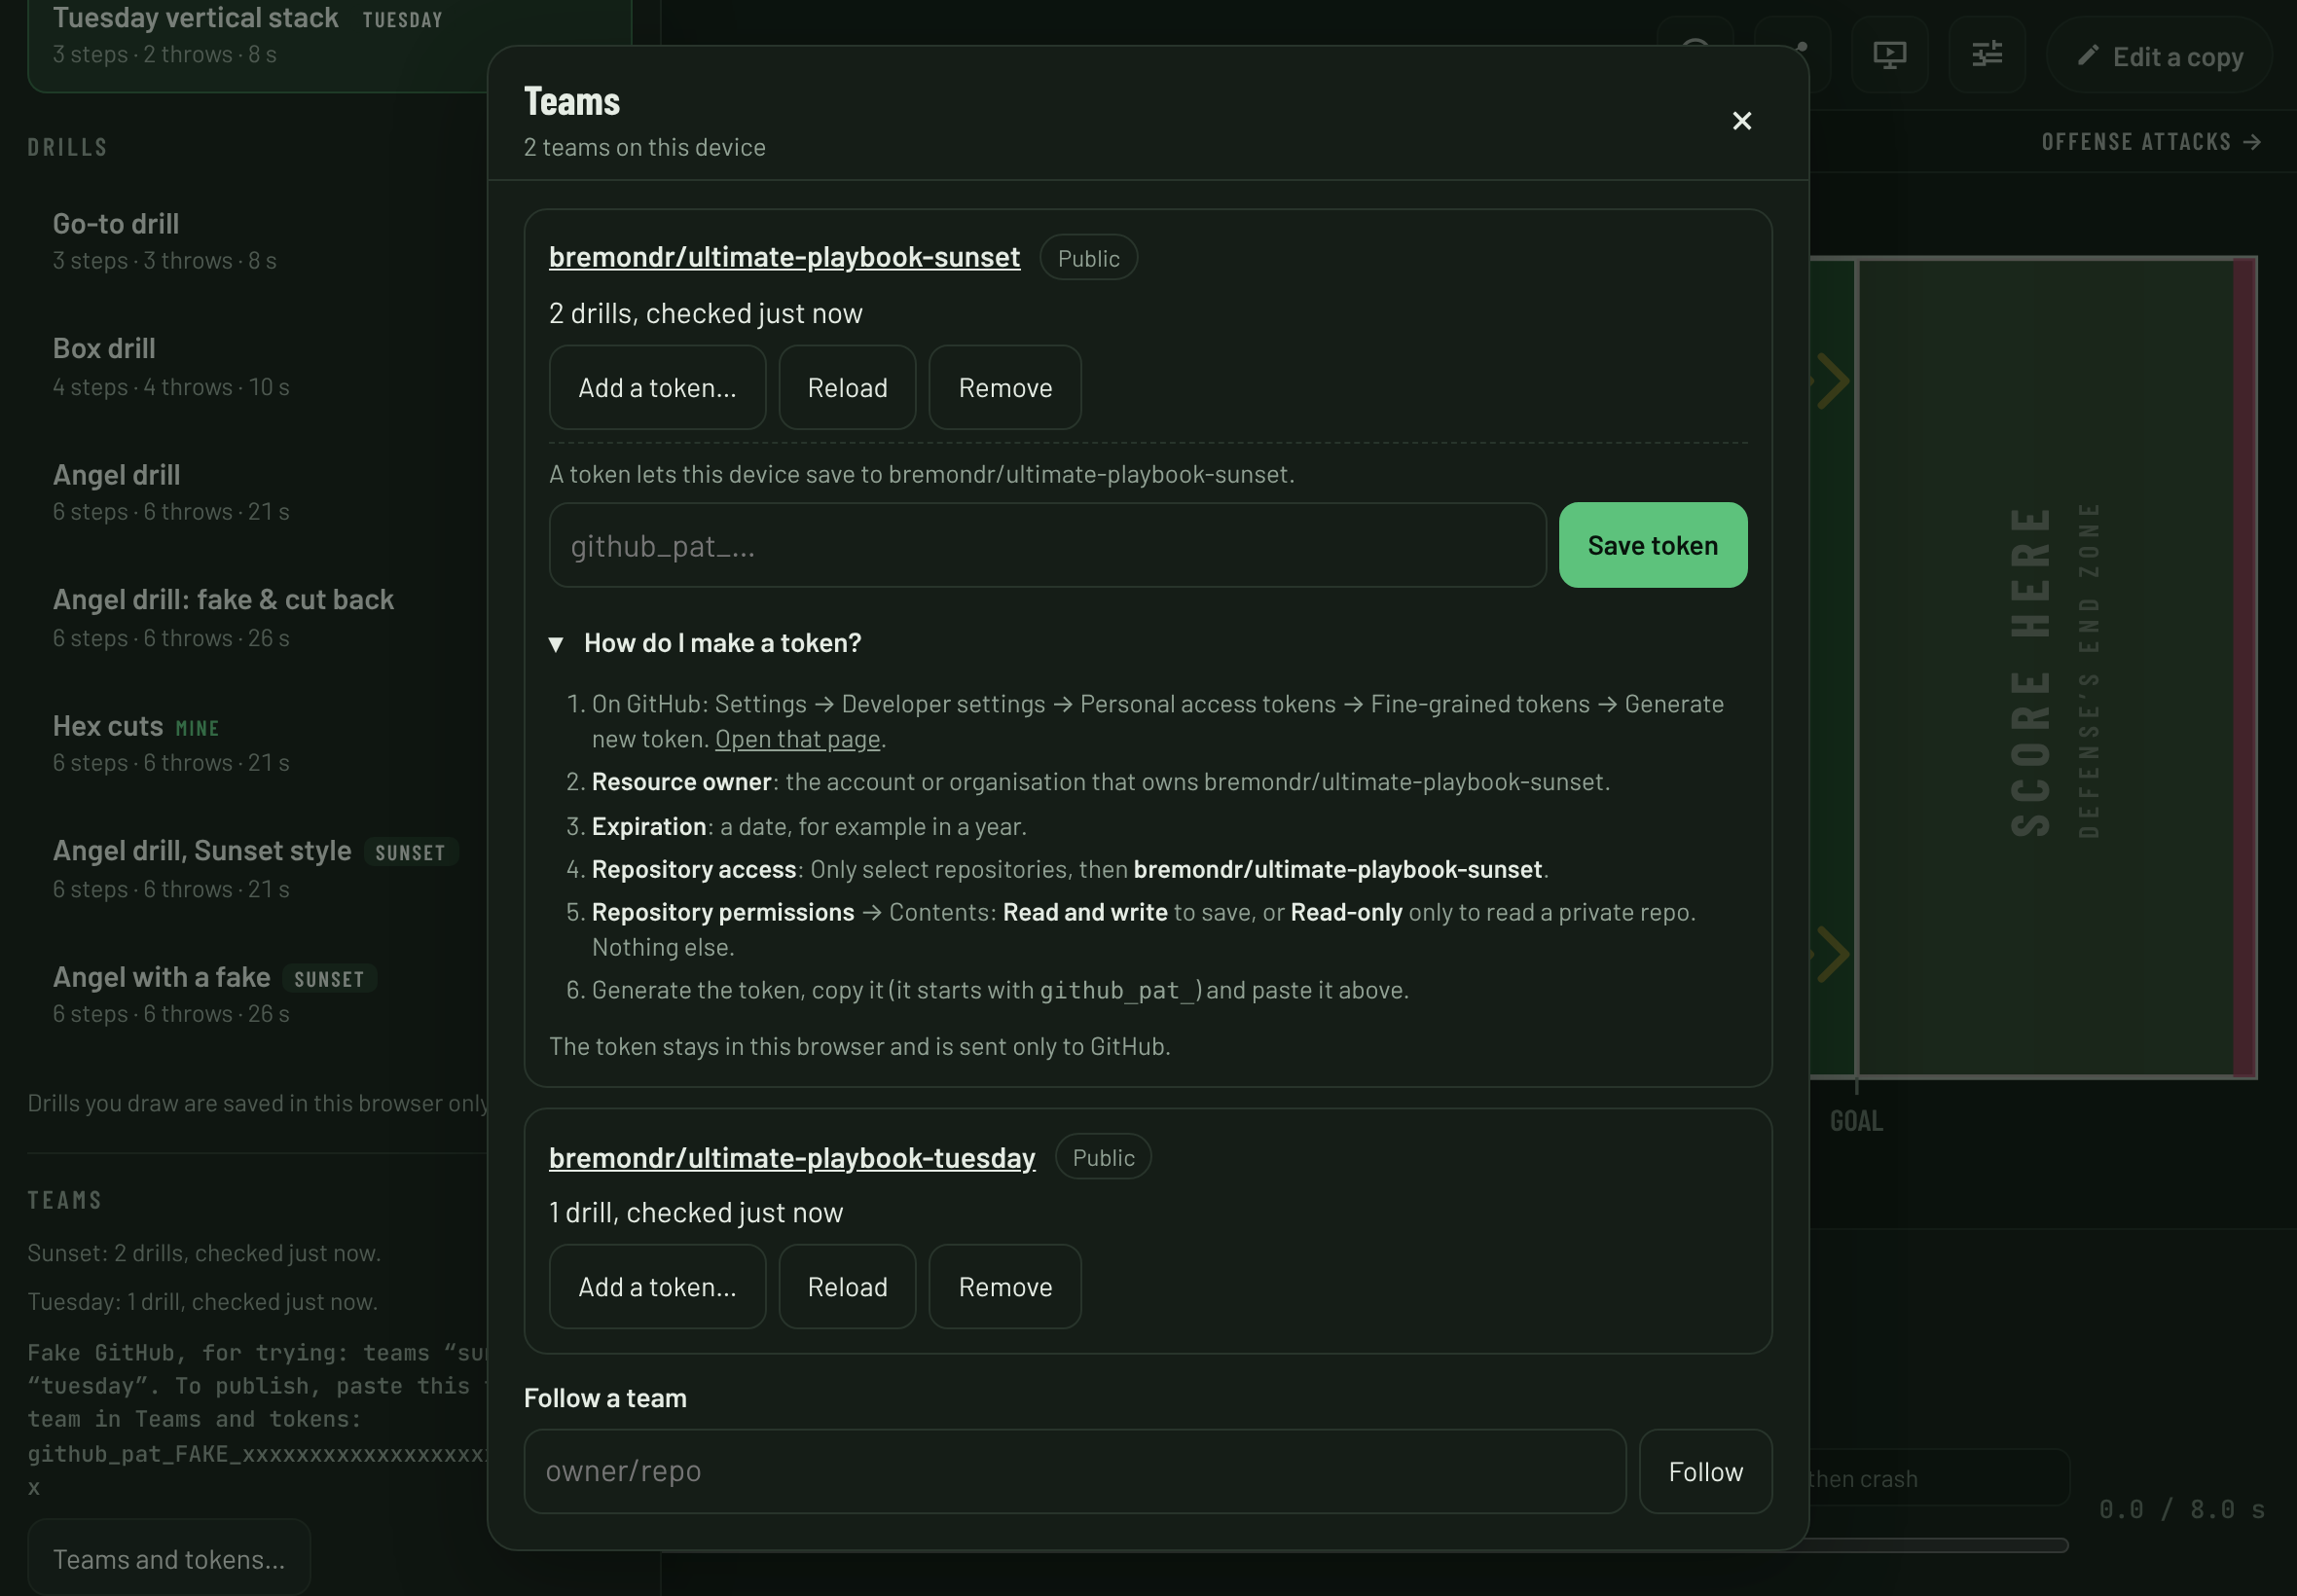 Tuesday vertical stack TUESDAY
3 steps · 2 throws · 8 s
DRILLS
Go-to drill
3 steps · 3 throws · 8 s
Box drill
4 steps · 4 throws · 10 s
Angel drill
6 steps · 6 throws · 21 s
Angel drill: fake & cut back
6 steps · 6 throws · 26 s
Hex cuts MINE
6 steps · 6 throws · 21 s
Angel drill, Sunset style SUNSET
6 steps · 6 throws · 21 s
Angel with a fake SUNSET
6 steps · 6 throws · 26 s
Drills you draw are saved in this browser only
TEAMS
Sunset: 2 drills, checked just now.
Tuesday: 1 drill, checked just now.
Fake GitHub, for trying: teams “su
“tuesday”. To publish, paste this
team in Teams and tokens:
github_pat_FAKE_xxxxxxxxxxxxxxxxxx
x
Teams and tokens...
Teams
2 teams on this device
×
bremondr/ultimate-playbook-sunset Public
2 drills, checked just now
Add a token... Reload Remove
A token lets this device save to bremondr/ultimate-playbook-sunset.
github_pat_... Save token
▼ How do I make a token?
1. On GitHub: Settings → Developer settings → Personal access tokens → Fine-grained tokens → Generate
new token. Open that page.
2. Resource owner: the account or organisation that owns bremondr/ultimate-playbook-sunset.
3. Expiration: a date, for example in a year.
4. Repository access: Only select repositories, then bremondr/ultimate-playbook-sunset.
5. Repository permissions → Contents: Read and write to save, or Read-only only to read a private repo.
Nothing else.
6. Generate the token, copy it (it starts with github_pat_) and paste it above.
The token stays in this browser and is sent only to GitHub.
bremondr/ultimate-playbook-tuesday Public
1 drill, checked just now
Add a token... Reload Remove
Follow a team
owner/repo Follow
Edit a copy
OFFENSE ATTACKS →
SCORE HERE
DEFENSE'S END ZONE
GOAL
then crash
0.0 / 8.0 s